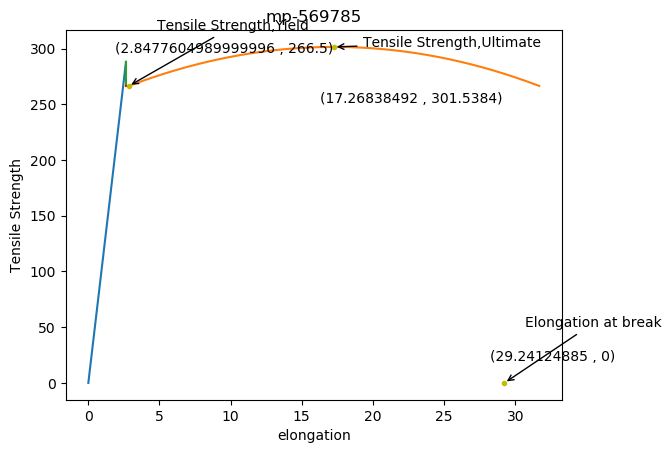 mp-569785
Tensile Strength,Yield
(2.8477604989999996 , 266.5)
Tensile Strength,Ultimate
(17.26838492 , 301.5384)
Elongation at break
(29.24124885 , 0)
Tensile Strength
300
250
200
150
100
50
0
0 5 10 15 20 25 30
elongation